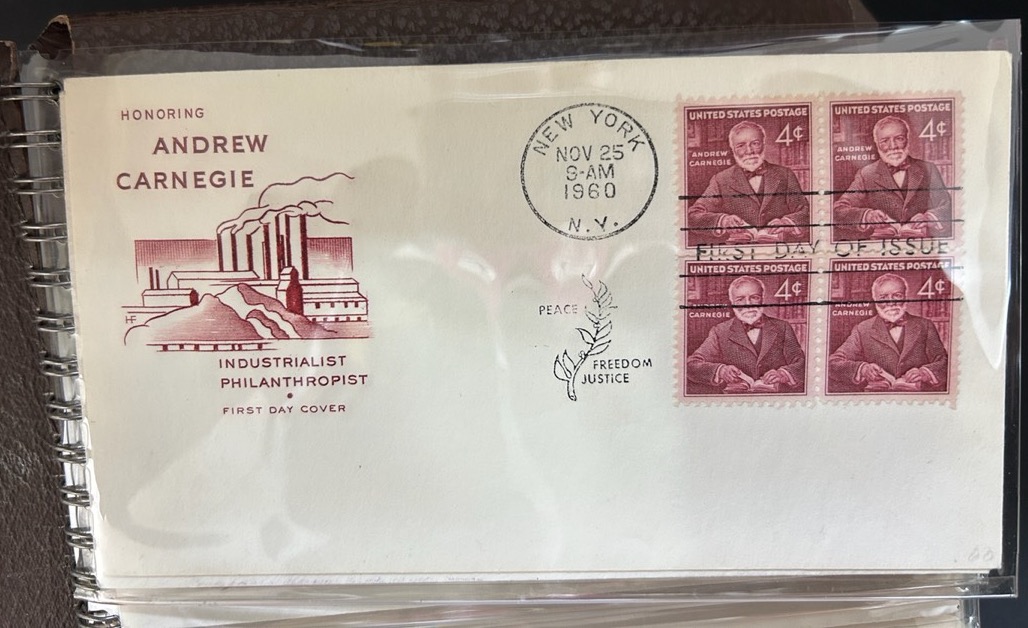 HONORING
ANDREW
CARNEGIE
HF
INDUSTRIALIST
PHILANTHROPIST
•
FIRST DAY COVER
NEW YORK
NOV 25
9-AM
1960
N.Y.
PEACE
FREEDOM
JUSTICE
UNITED STATES POSTAGE
4¢
ANDREW
CARNEGIE
UNITED STATES POSTAGE
4¢
ANDREW
CARNEGIE
FIRST DAY OF ISSUE
UNITED STATES POSTAGE
4¢
CARNEGIE
UNITED STATES POSTAGE
4¢
ANDREW
CARNEGIE